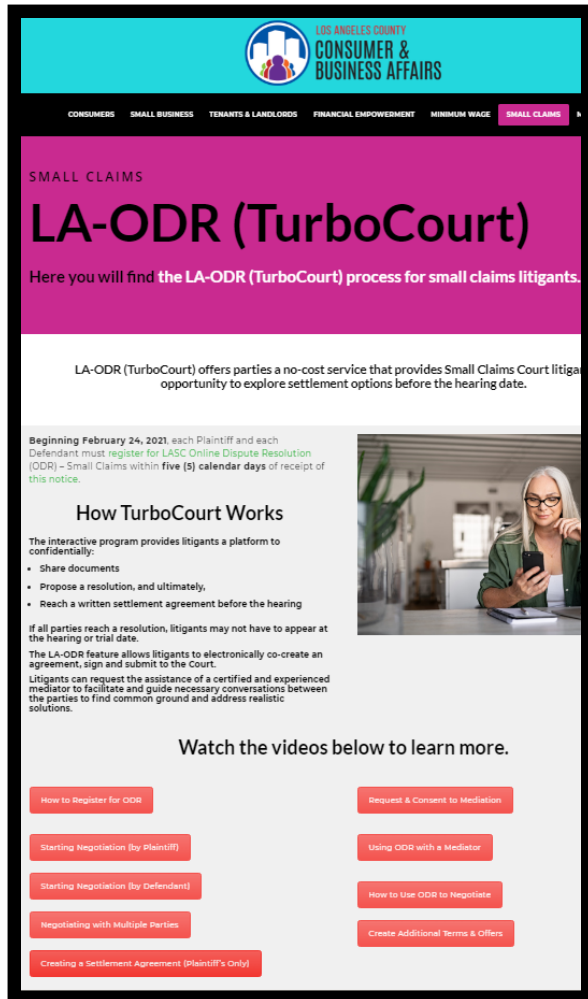 LOS ANGELES COUNTY
CONSUMER &
BUSINESS AFFAIRS
CONSUMERS SMALL BUSINESS TENANTS & LANDLORDS FINANCIAL EMPOWERMENT MINIMUM WAGE SMALL CLAIMS
SMALL CLAIMS
LA-ODR (TurboCourt)
Here you will find the LA-ODR (TurboCourt) process for small claims litigants.
LA-ODR (TurboCourt) offers parties a no-cost service that provides Small Claims Court
opportunity to explore settlement options before the hearing date.
Beginning February 24, 2021, each Plaintiff and each
Defendant must register for LASC Online Dispute Resolution
(ODR) – Small Claims within five (5) calendar days of receipt of
this notice.
How TurboCourt Works
The interactive program provides litigants a platform to
confidentially:
• Share documents
• Propose a resolution, and ultimately,
• Reach a written settlement agreement before the hearing
If all parties reach a resolution, litigants may not have to appear at
the hearing or trial date.
The LA-ODR feature allows litigants to electronically co-create an
agreement, sign and submit to the Court.
Litigants can request the assistance of a certified and experienced
mediator to facilitate and guide necessary conversations between
the parties to find common ground and address realistic
solutions.
Watch the videos below to learn more.
How to Register for ODR
Starting Negotiation (by Plaintiff)
Starting Negotiation (by Defendant)
Negotiating with Multiple Parties
Creating a Settlement Agreement (Plaintiff's Only)
Request & Consent to Mediation
Using ODR with a Mediator
How to Use ODR to Negotiate
Create Additional Terms & Offers